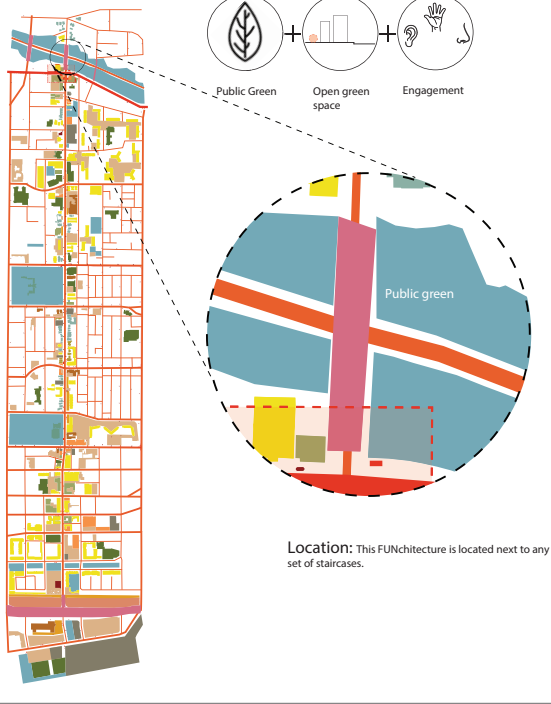 Public Green
Open green
space
Engagement
Public green
Location: This FUNchitecture is located next to any
set of staircases.